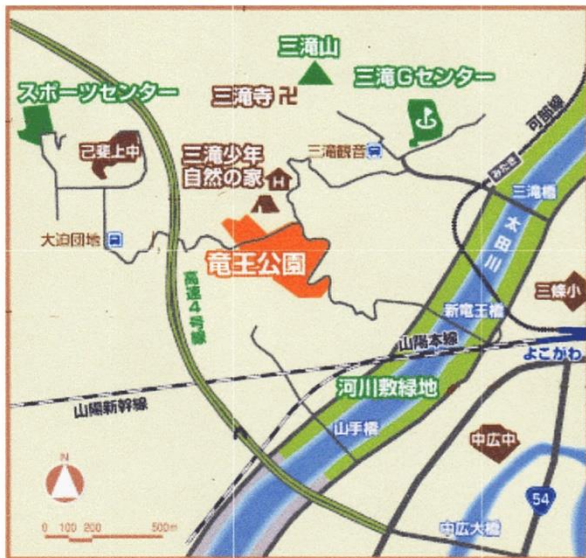 三滝山
スポーツセンター
三滝寺
三滝Gセンター
可部線
己斐上中
三滝少年
自然の家
三滝観音
みたき
三滝橋
H
大迫団地
太田川
竜王公園
高速4号線
三篠小
新竜王橋
山陽本線
よこがわ
山陽新幹線
河川敷緑地
山手橋
中広中
N
54
0 100 200 500m
中広大橋